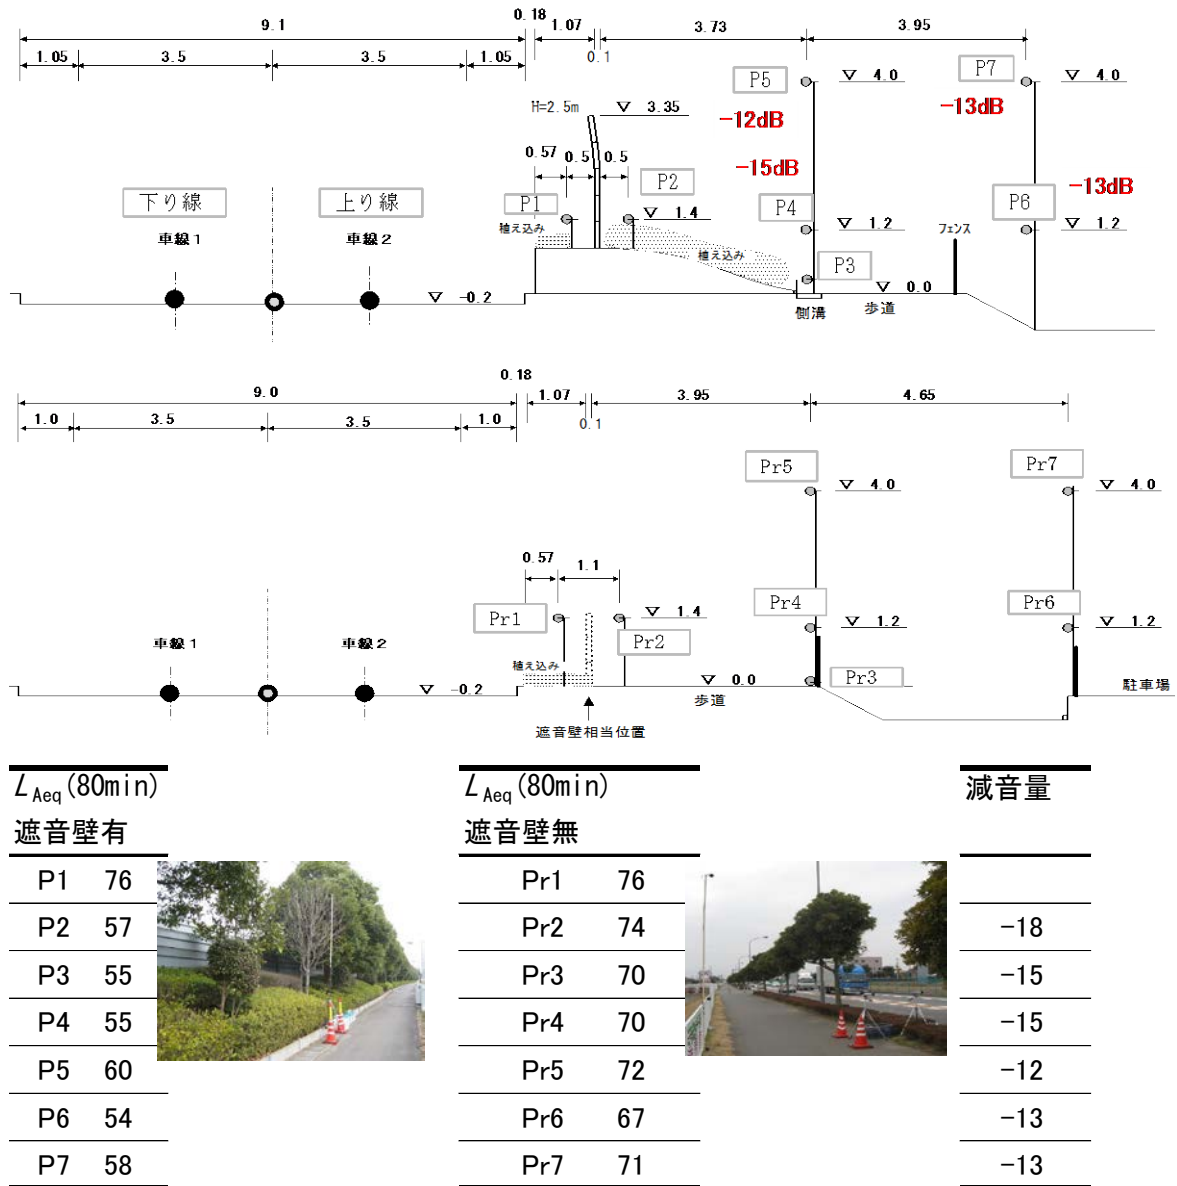 9.1
0.18
1.07
3.73
3.95
1.05
3.5
3.5
1.05
0.1
P5
▽ 4.0
P7
▽ 4.0
H=2.5m
▽ 3.35
-12dB
-13dB
0.57
0.5
0.5
-15dB
P2
-13dB
下り線
上り線
P1
▽ 1.4
P4
▽ 1.2
P6
▽ 1.2
車線1
車線2
植え込み
植え込み
フェンス
P3
▽ -0.2
▽ 0.0
側溝
歩道
9.0
0.18
1.07
3.95
4.65
1.0
3.5
3.5
1.0
0.1
Pr5
▽ 4.0
Pr7
▽ 4.0
0.57
1.1
Pr1
▽ 1.4
Pr4
▽ 1.2
Pr6
▽ 1.2
車線1
車線2
Pr2
植え込み
▽ -0.2
▽ 0.0
Pr3
歩道
駐車場
遮音壁相当位置
LAeq(80min)
遮音壁有
P1 76
P2 57
P3 55
P4 55
P5 60
P6 54
P7 58
LAeq(80min)
遮音壁無
Pr1 76
Pr2 74
Pr3 70
Pr4 70
Pr5 72
Pr6 67
Pr7 71
減音量
-18
-15
-15
-12
-13
-13